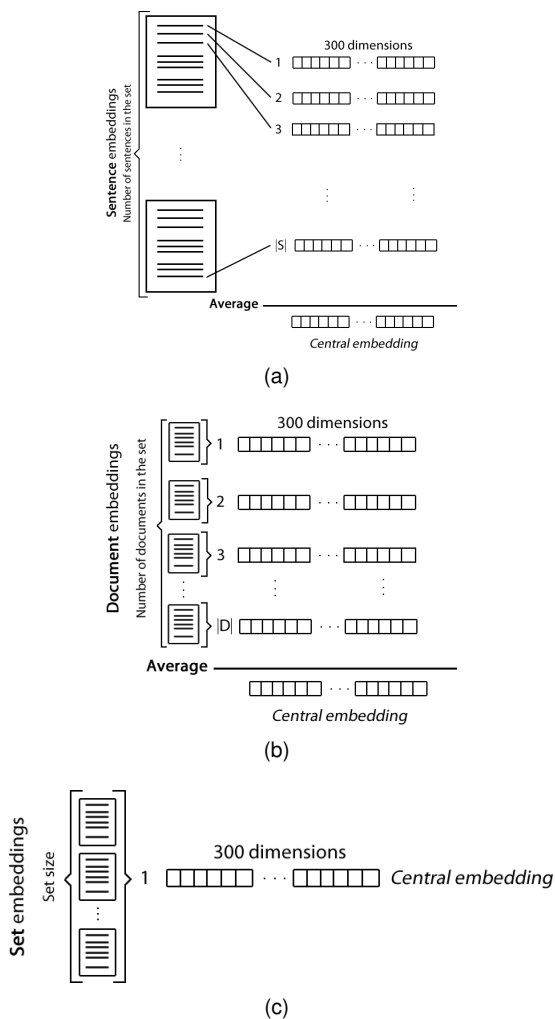 Sentence embeddings
Number of sentences in the set
300 dimensions
1
2
3
|S|
Average
Central embedding
(a)
Document embeddings
Number of documents in the set
300 dimensions
1
2
3
|D|
Average
Central embedding
(b)
Set embeddings
Set size
300 dimensions
1
Central embedding
(c)